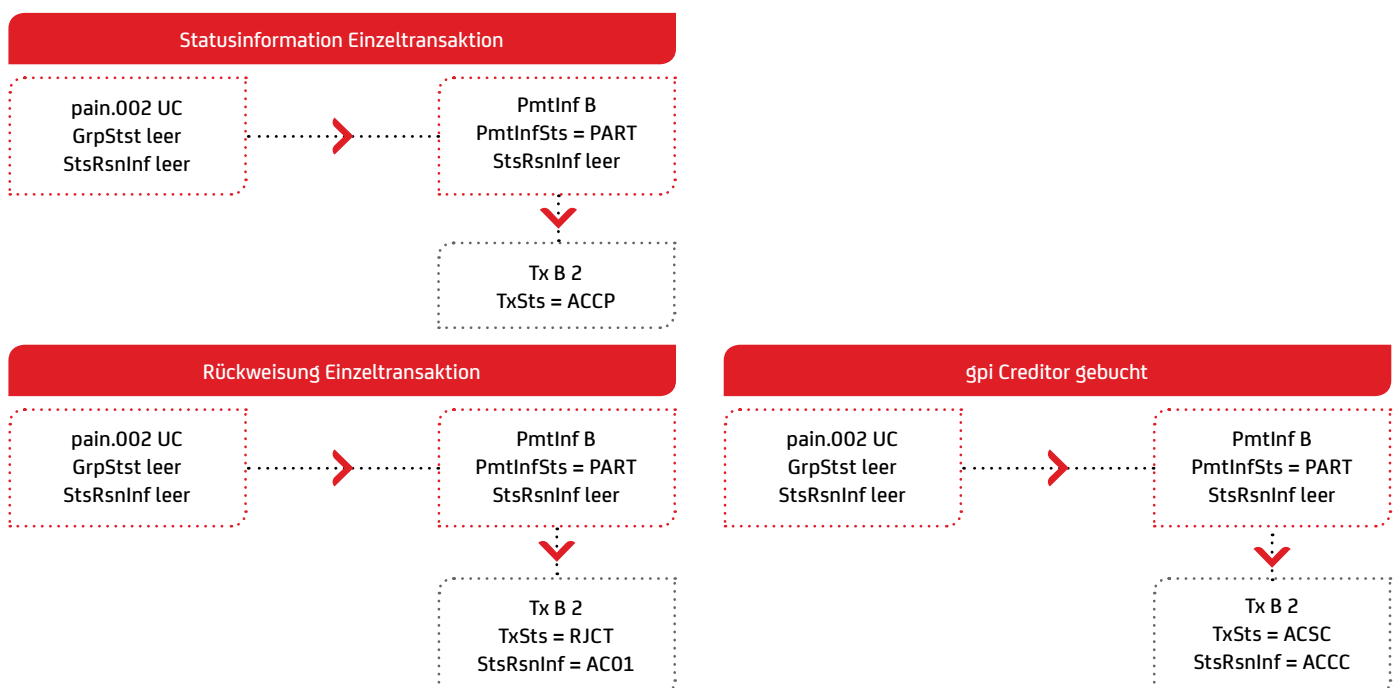 Statusinformation Einzeltransaktion
pain.002 UC
GrpStst leer
StsRsnInf leer
PmtInf B
PmtInfSts = PART
StsRsnInf leer
Tx B 2
TxSts = ACCP
Rückweisung Einzeltransaktion
pain.002 UC
GrpStst leer
StsRsnInf leer
PmtInf B
PmtInfSts = PART
StsRsnInf leer
Tx B 2
TxSts = RJCT
StsRsnInf = AC01
gpi Creditor gebucht
pain.002 UC
GrpStst leer
StsRsnInf leer
PmtInf B
PmtInfSts = PART
StsRsnInf leer
Tx B 2
TxSts = ACSC
StsRsnInf = ACCC